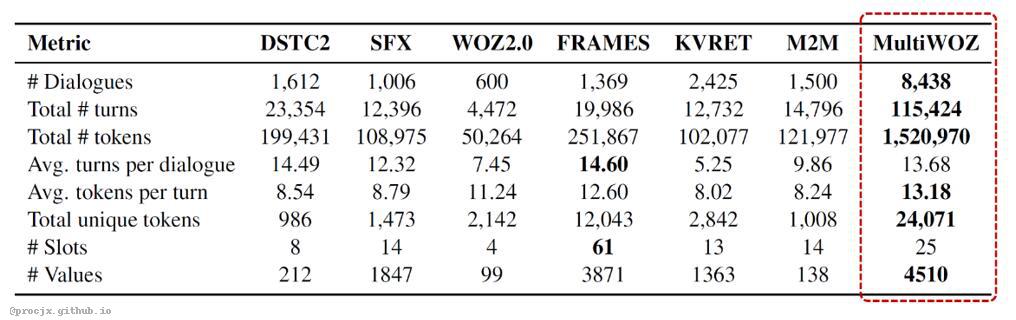 Metric DSTC2 SFX WOZ2.0 FRAMES KVRET M2M MultiWOZ
# Dialogues 1,612 1,006 600 1,369 2,425 1,500 8,438
Total # turns 23,354 12,396 4,472 19,986 12,732 14,796 115,424
Total # tokens 199,431 108,975 50,264 251,867 102,077 121,977 1,520,970
Avg. turns per dialogue 14.49 12.32 7.45 14.60 5.25 9.86 13.68
Avg. tokens per turn 8.54 8.79 11.24 12.60 8.02 8.24 13.18
Total unique tokens 986 1,473 2,142 12,043 2,842 1,008 24,071
# Slots 8 14 4 61 13 14 25
# Values 212 1847 99 3871 1363 138 4510
@procjx.github.io